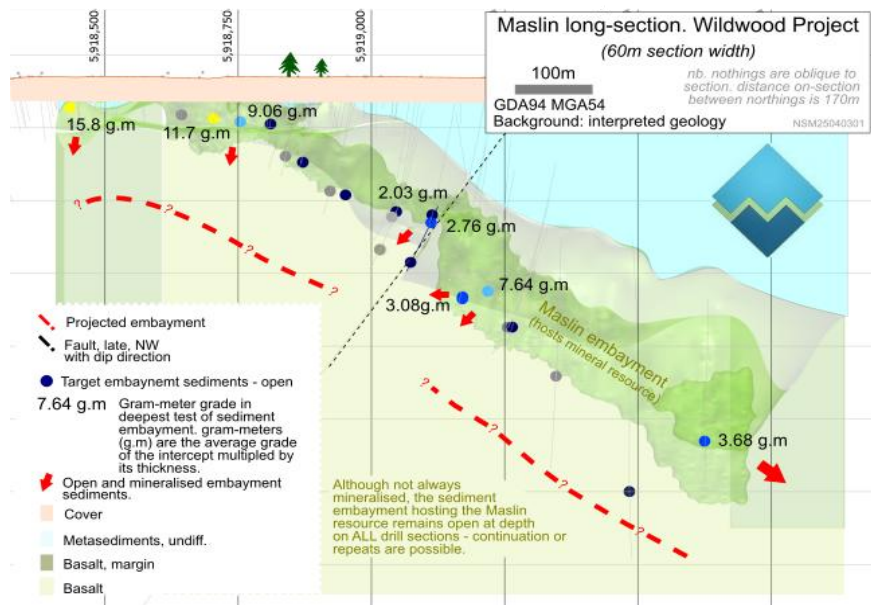 5,918,500
5,918,750
5,919,000
Maslin long-section. Wildwood Project
(60m section width)
100m
nb. nothings are oblique to
section. distance on-section
between northings is 170m
GDA94 MGA54
Background: interpreted geology
NSM25040301
15.8 g.m
11.7 g.m
9.06 g.m
2.03 g.m
2.76 g.m
7.64 g.m
3.08g.m
3.68 g.m
Maslin embayment
(hosts mineral resource)
?
?
?
?
?
?
?
?
Projected embayment
Fault, late, NW
with dip direction
Target embaynemt sediments - open
7.64 g.m
Gram-meter grade in
deepest test of sediment
embayment. gram-meters
(g.m) are the average grade
of the intercept multipled by
its thickness.
Open and mineralised embayment
sediments.
Cover
Metasediments, undiff.
Basalt, margin
Basalt
Although not always
mineralised, the sediment
embayment hosting the Maslin
resource remains open at depth
on ALL drill sections - continuation or
repeats are possible.